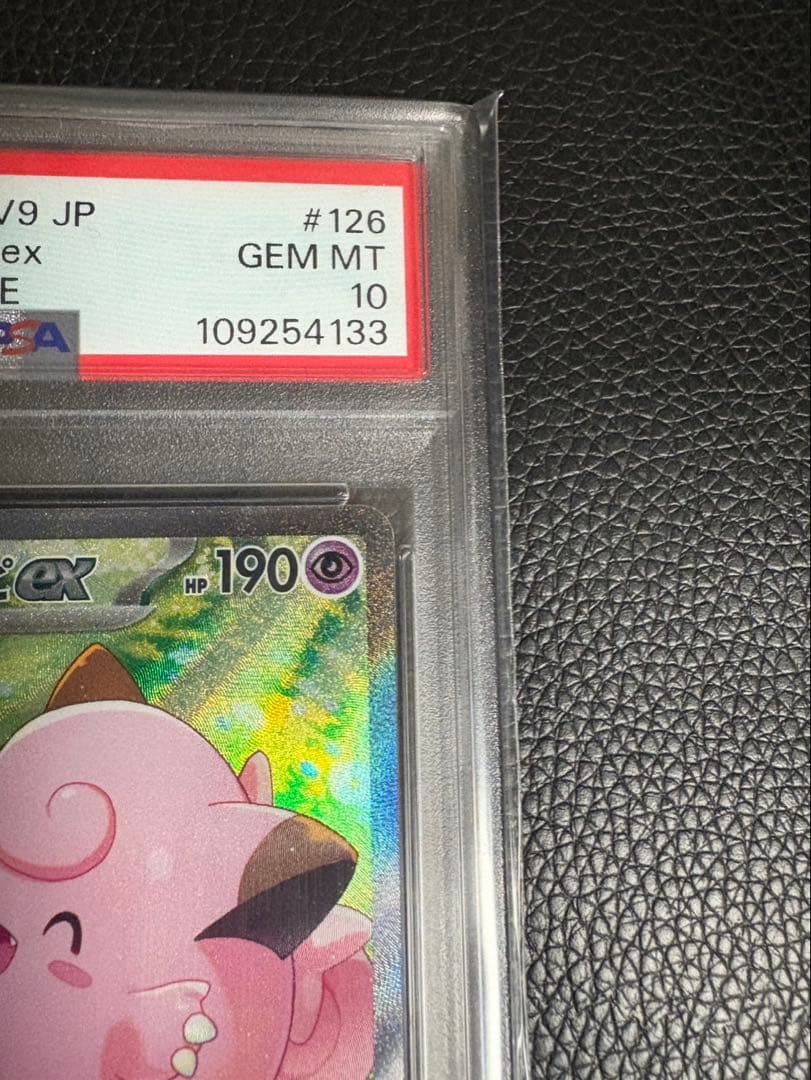 V9 JP
#126
ex
GEM MT
E
10
PSA
109254133
ex
HP 190